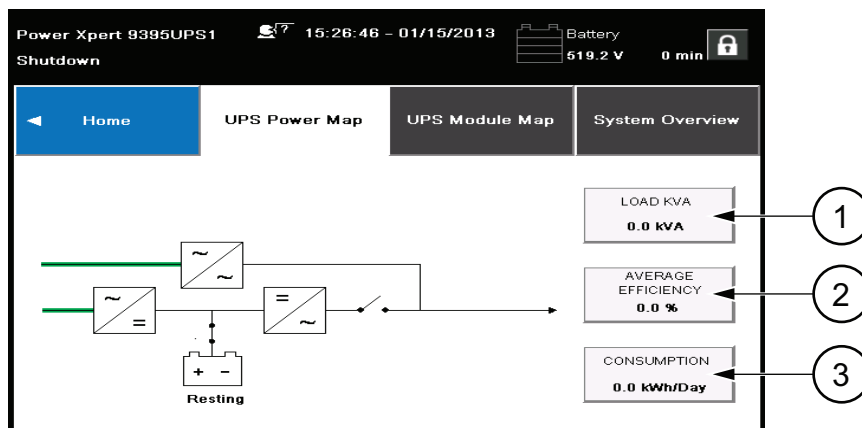 Power Xpert 9395UPS1
? 15:26:46 - 01/15/2013
Battery
Shutdown
519.2 V 0 min
Home
UPS Power Map
UPS Module Map
System Overview
LOAD KVA
0.0 kVA
1
AVERAGE
EFFICIENCY
0.0 %
2
CONSUMPTION
0.0 kWh/Day
3
~
~
~
=
=
~
+ -
Resting